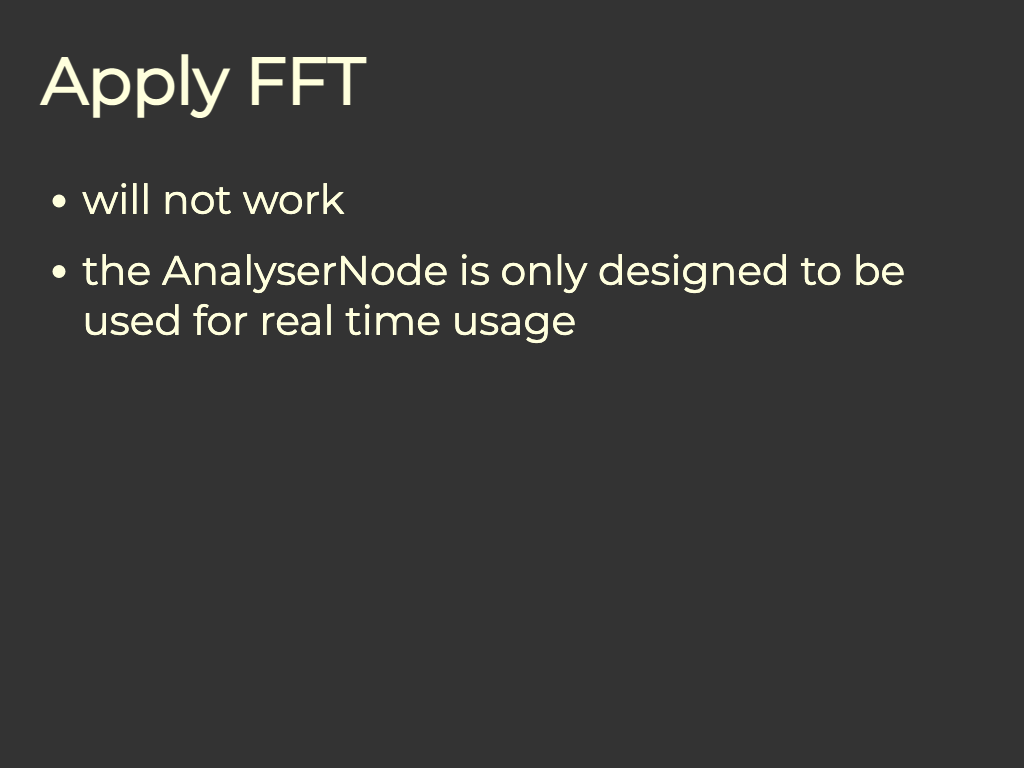 Apply FFT
• will not work
• the AnalyserNode is only designed to be
used for real time usage